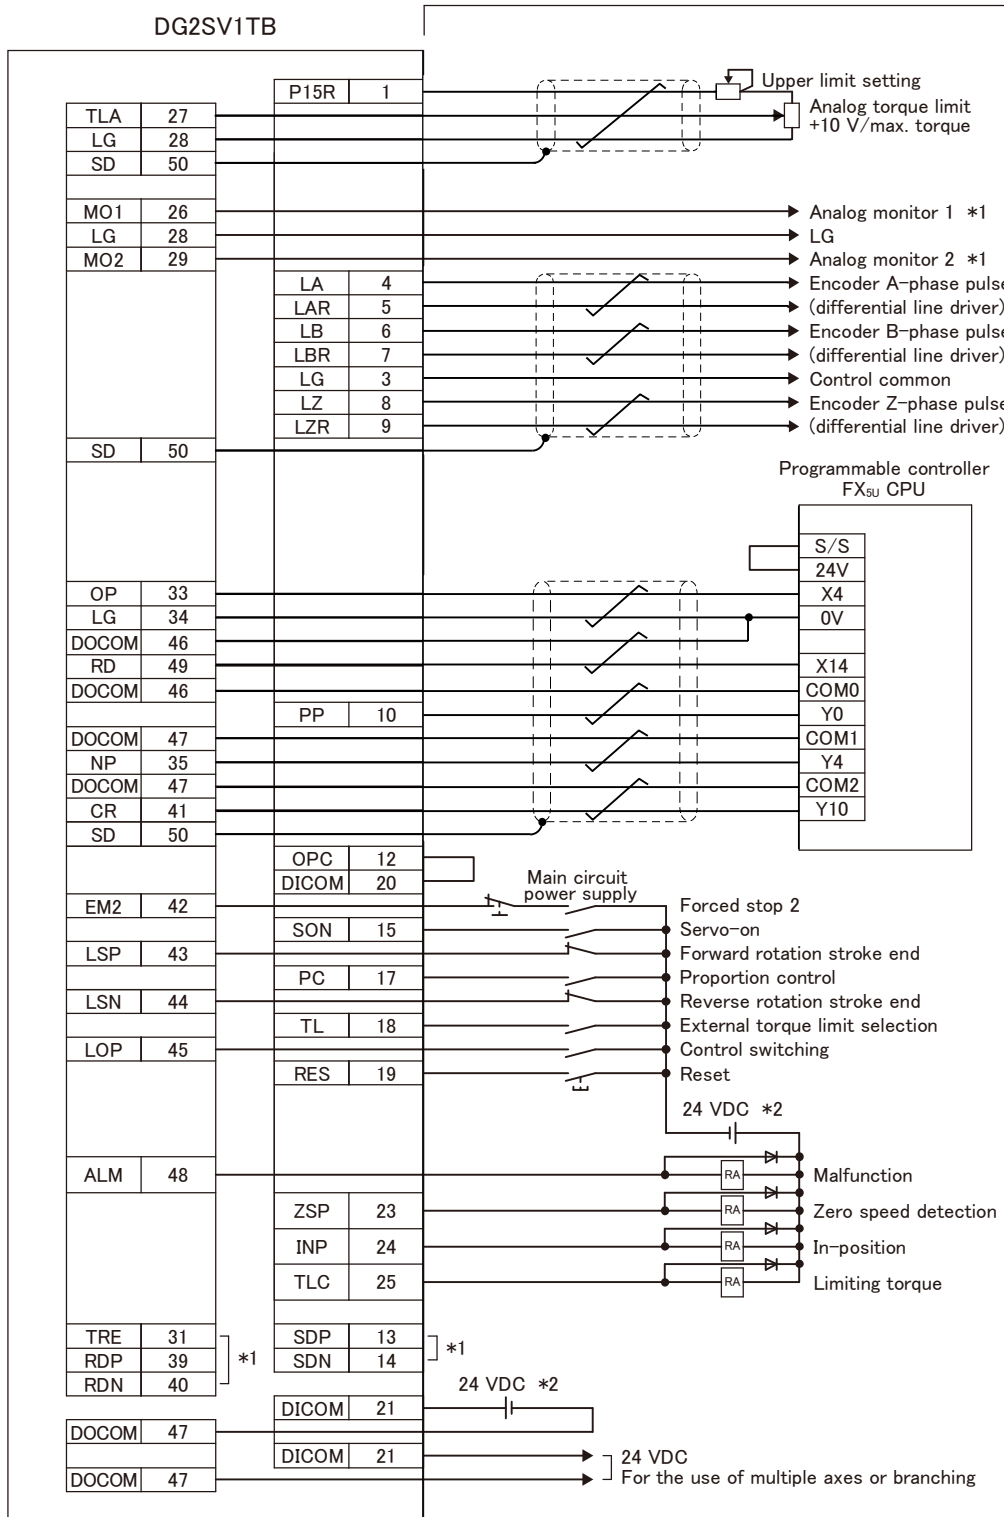 DG2SV1TB
P15R 1 Upper limit setting
TLA 27 Analog torque limit
LG 28 +10 V/max. torque
SD 50
MO1 26 Analog monitor 1 *1
LG 28 LG
MO2 29 Analog monitor 2 *1
LA 4 Encoder A-phase pulse
LAR 5 (differential line driver)
LB 6 Encoder B-phase pulse
LBR 7 (differential line driver)
LG 3 Control common
LZ 8 Encoder Z-phase pulse
LZR 9 (differential line driver)
SD 50
Programmable controller
FX5U CPU
S/S
24V
OP 33 X4
LG 34 0V
DOCOM 46
RD 49 X14
DOCOM 46 COM0
PP 10 Y0
DOCOM 47 COM1
NP 35 Y4
DOCOM 47 COM2
CR 41 Y10
SD 50
OPC 12
DICOM 20
Main circuit
power supply
EM2 42 Forced stop 2
SON 15 Servo-on
LSP 43 Forward rotation stroke end
PC 17 Proportion control
LSN 44 Reverse rotation stroke end
TL 18 External torque limit selection
LOP 45 Control switching
RES 19 Reset
24 VDC *2
ALM 48 RA Malfunction
ZSP 23 RA Zero speed detection
INP 24 RA In-position
TLC 25 RA Limiting torque
TRE 31 SDP 13
RDP 39 *1 SDN 14 *1
RDN 40
24 VDC *2
DICOM 21
DOCOM 47
DICOM 21 24 VDC
DOCOM 47 For the use of multiple axes or branching